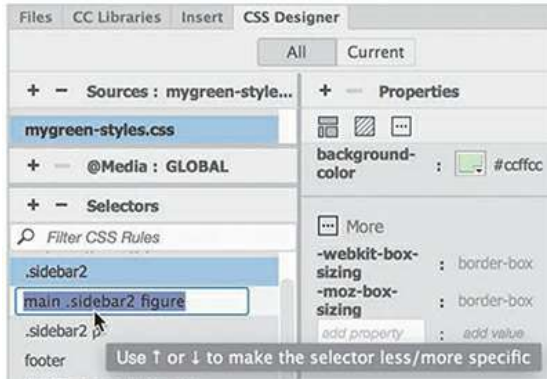 Files CC Libraries Insert CSS Designer
All Current
+ − Sources : mygreen-style...
mygreen-styles.css
+ − @Media : GLOBAL
+ − Selectors
Filter CSS Rules
.sidebar2
main .sidebar2 figure
.sidebar2 p
footer
+ − Properties
background-color : #ccffcc
More
-webkit-box-sizing : border-box
-moz-box-sizing : border-box
add property : add value
Use ↑ or ↓ to make the selector less/more specific